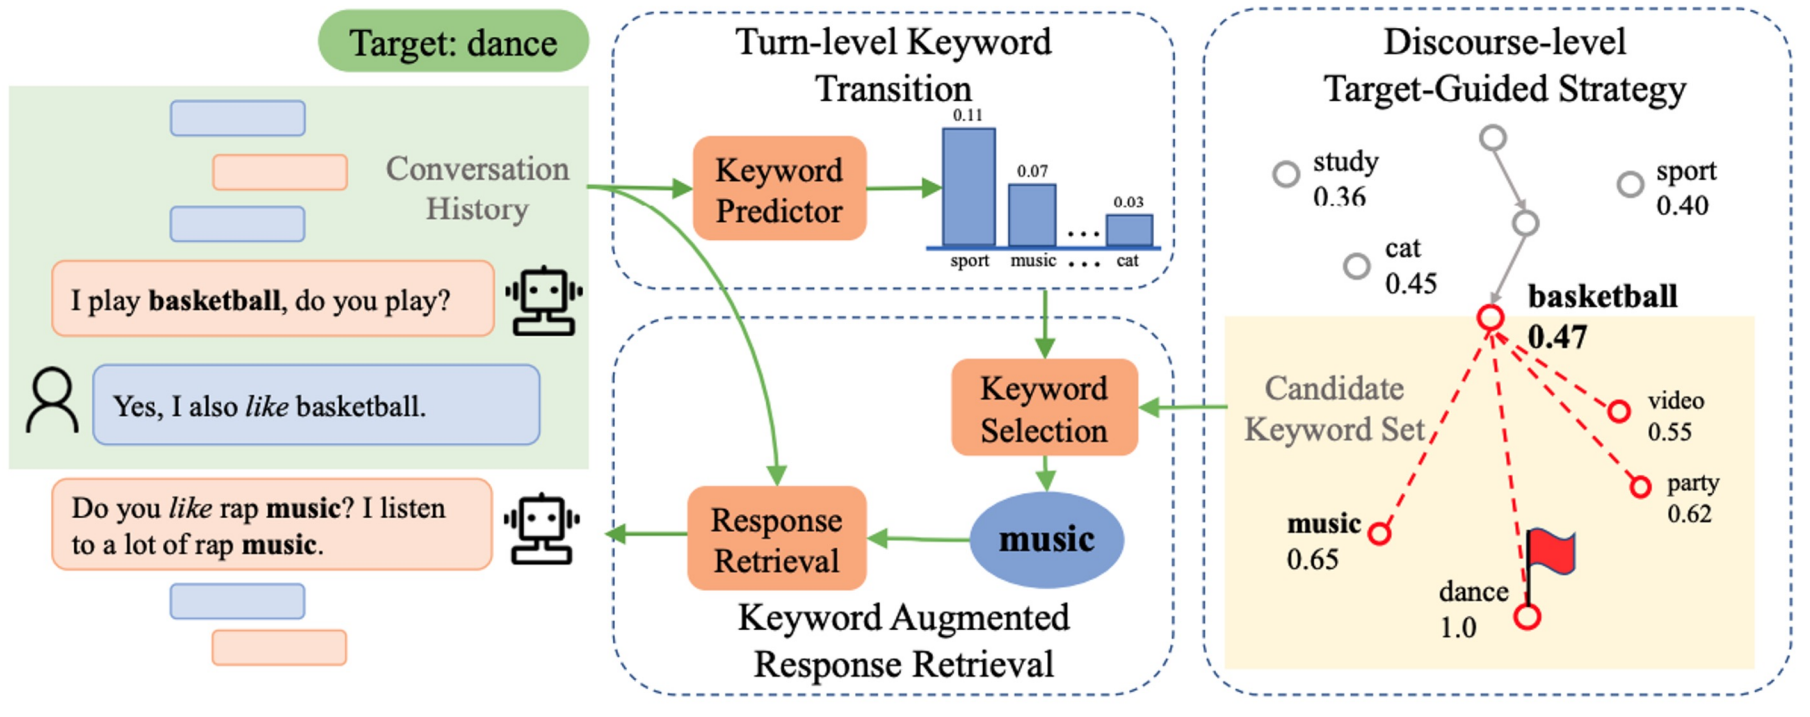 Target: dance
Conversation
History
I play basketball, do you play?
Yes, I also like basketball.
Do you like rap music? I listen
to a lot of rap music.
Turn-level Keyword
Transition
Keyword
Predictor
0.11
0.07
0.03
...
sport
music
...
cat
Keyword
Selection
music
Response
Retrieval
Keyword Augmented
Response Retrieval
Discourse-level
Target-Guided Strategy
study
0.36
sport
0.40
cat
0.45
basketball
0.47
Candidate
Keyword Set
video
0.55
party
0.62
music
0.65
dance
1.0